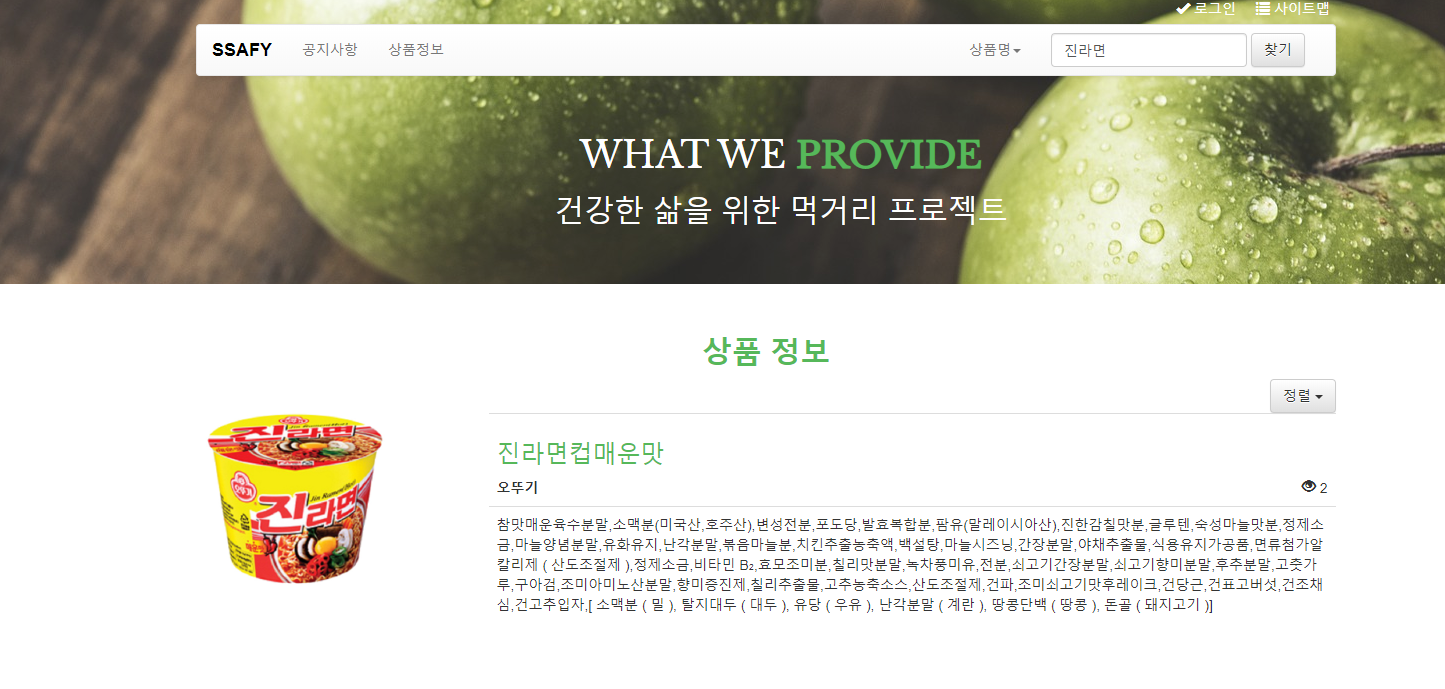 로그인 사이트맵
SSAFY 공지사항 상품정보 상품명 진라면 찾기
WHAT WE PROVIDE
건강한 삶을 위한 먹거리 프로젝트
상품 정보
정렬
진라면
오뚜기
진라면
매운맛
진라면컵매운맛
오뚜기 2
참맛매운육수분말,소맥분(미국산,호주산),변성전분,포도당,발효복합분,팜유(말레이시아산),진한감칠맛분,글루텐,숙성마늘맛분,정제소
금,마늘양념분말,유화유지,난각분말,볶음마늘분,치킨추출농축액,백설탕,마늘시즈닝,간장분말,야채추출물,식용유지가공품,면류첨가알
칼리제 ( 산도조절제 ),정제소금,비타민 B₂,효모조미분,칠리맛분말,녹차풍미유,전분,쇠고기간장분말,쇠고기향미분말,후추분말,고춧가
루,구아검,조미아미노산분말,향미증진제,칠리추출물,고추농축소스,산도조절제,건파,조미쇠고기맛후레이크,건당근,건표고버섯,건조채
심,건고추입자,[ 소맥분 ( 밀 ), 탈지대두 ( 대두 ), 유당 ( 우유 ), 난각분말 ( 계란 ), 땅콩단백 ( 땅콩 ), 돈골 ( 돼지고기 )]